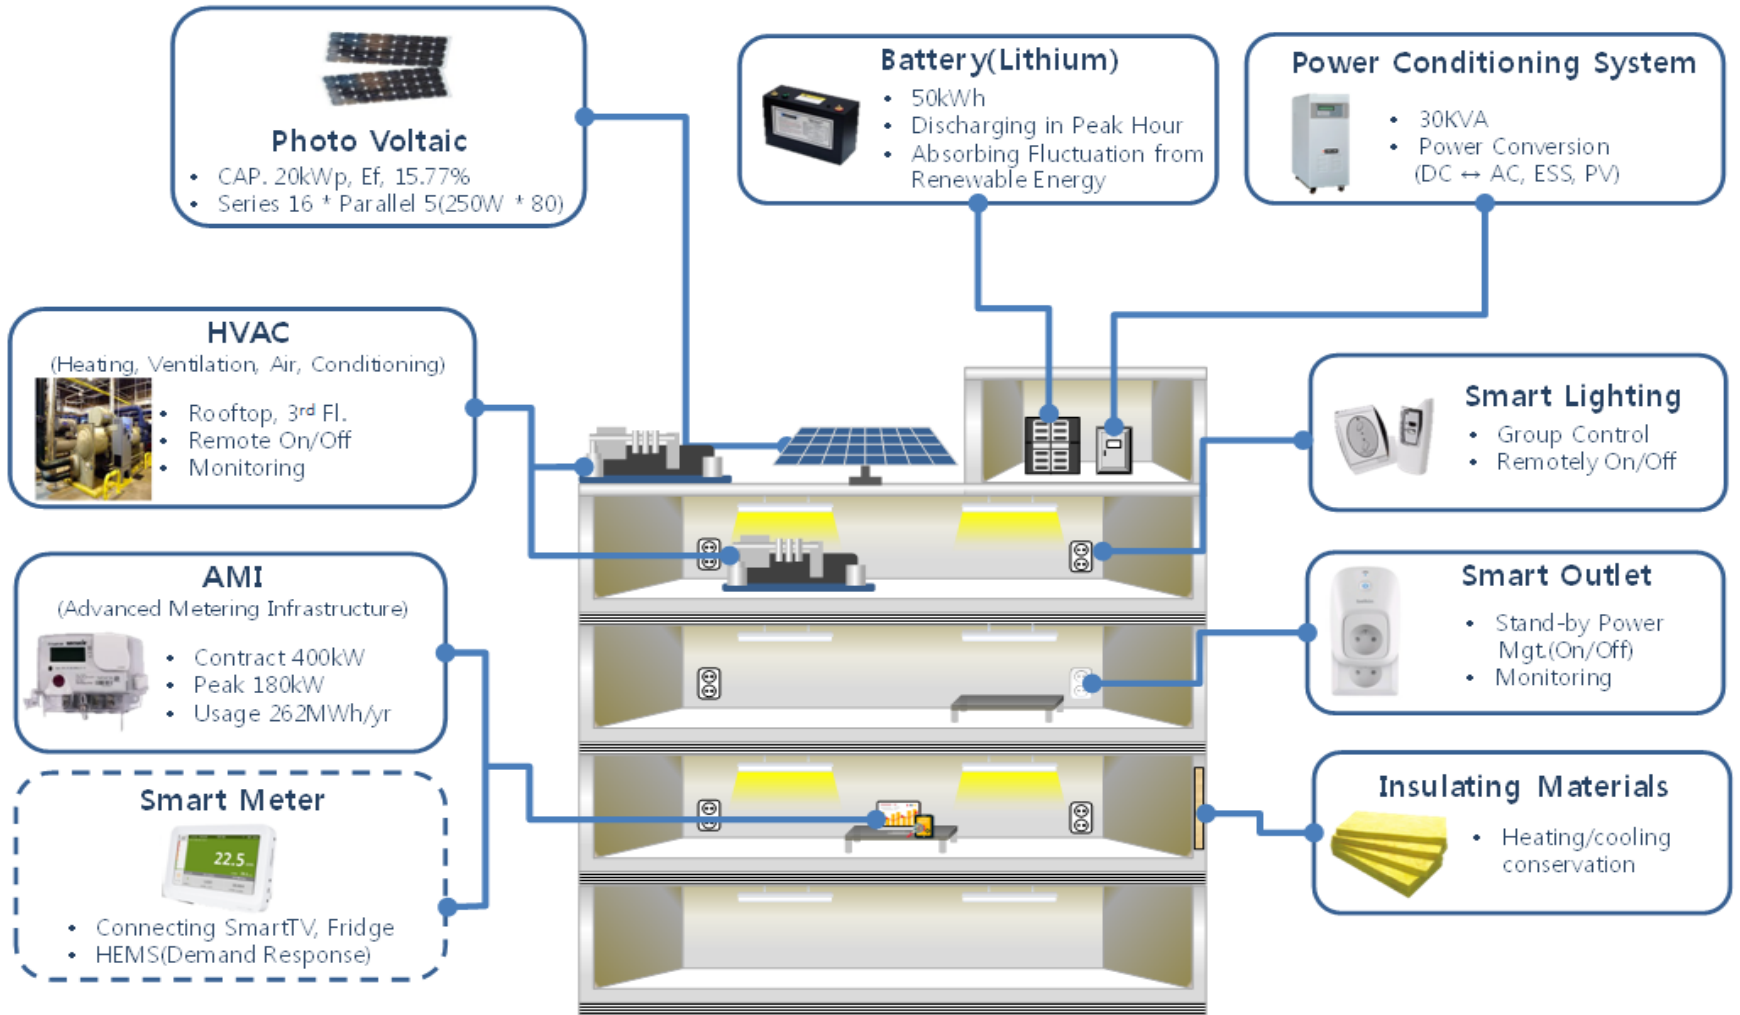 Photo Voltaic
• CAP. 20kWp, Ef, 15.77%
• Series 16 * Parallel 5(250W * 80)
Battery(Lithium)
• 50kWh
• Discharging in Peak Hour
• Absorbing Fluctuation from
Renewable Energy
Power Conditioning System
• 30KVA
• Power Conversion
(DC ↔ AC, ESS, PV)
HVAC
(Heating, Ventilation, Air, Conditioning)
• Rooftop, 3rd Fl.
• Remote On/Off
• Monitoring
Smart Lighting
• Group Control
• Remotely On/Off
AMI
(Advanced Metering Infrastructure)
• Contract 400kW
• Peak 180kW
• Usage 262MWh/yr
Smart Outlet
• Stand-by Power
Mgt.(On/Off)
• Monitoring
Smart Meter
22.5
• Connecting SmartTV, Fridge
• HEMS(Demand Response)
Insulating Materials
• Heating/cooling
conservation